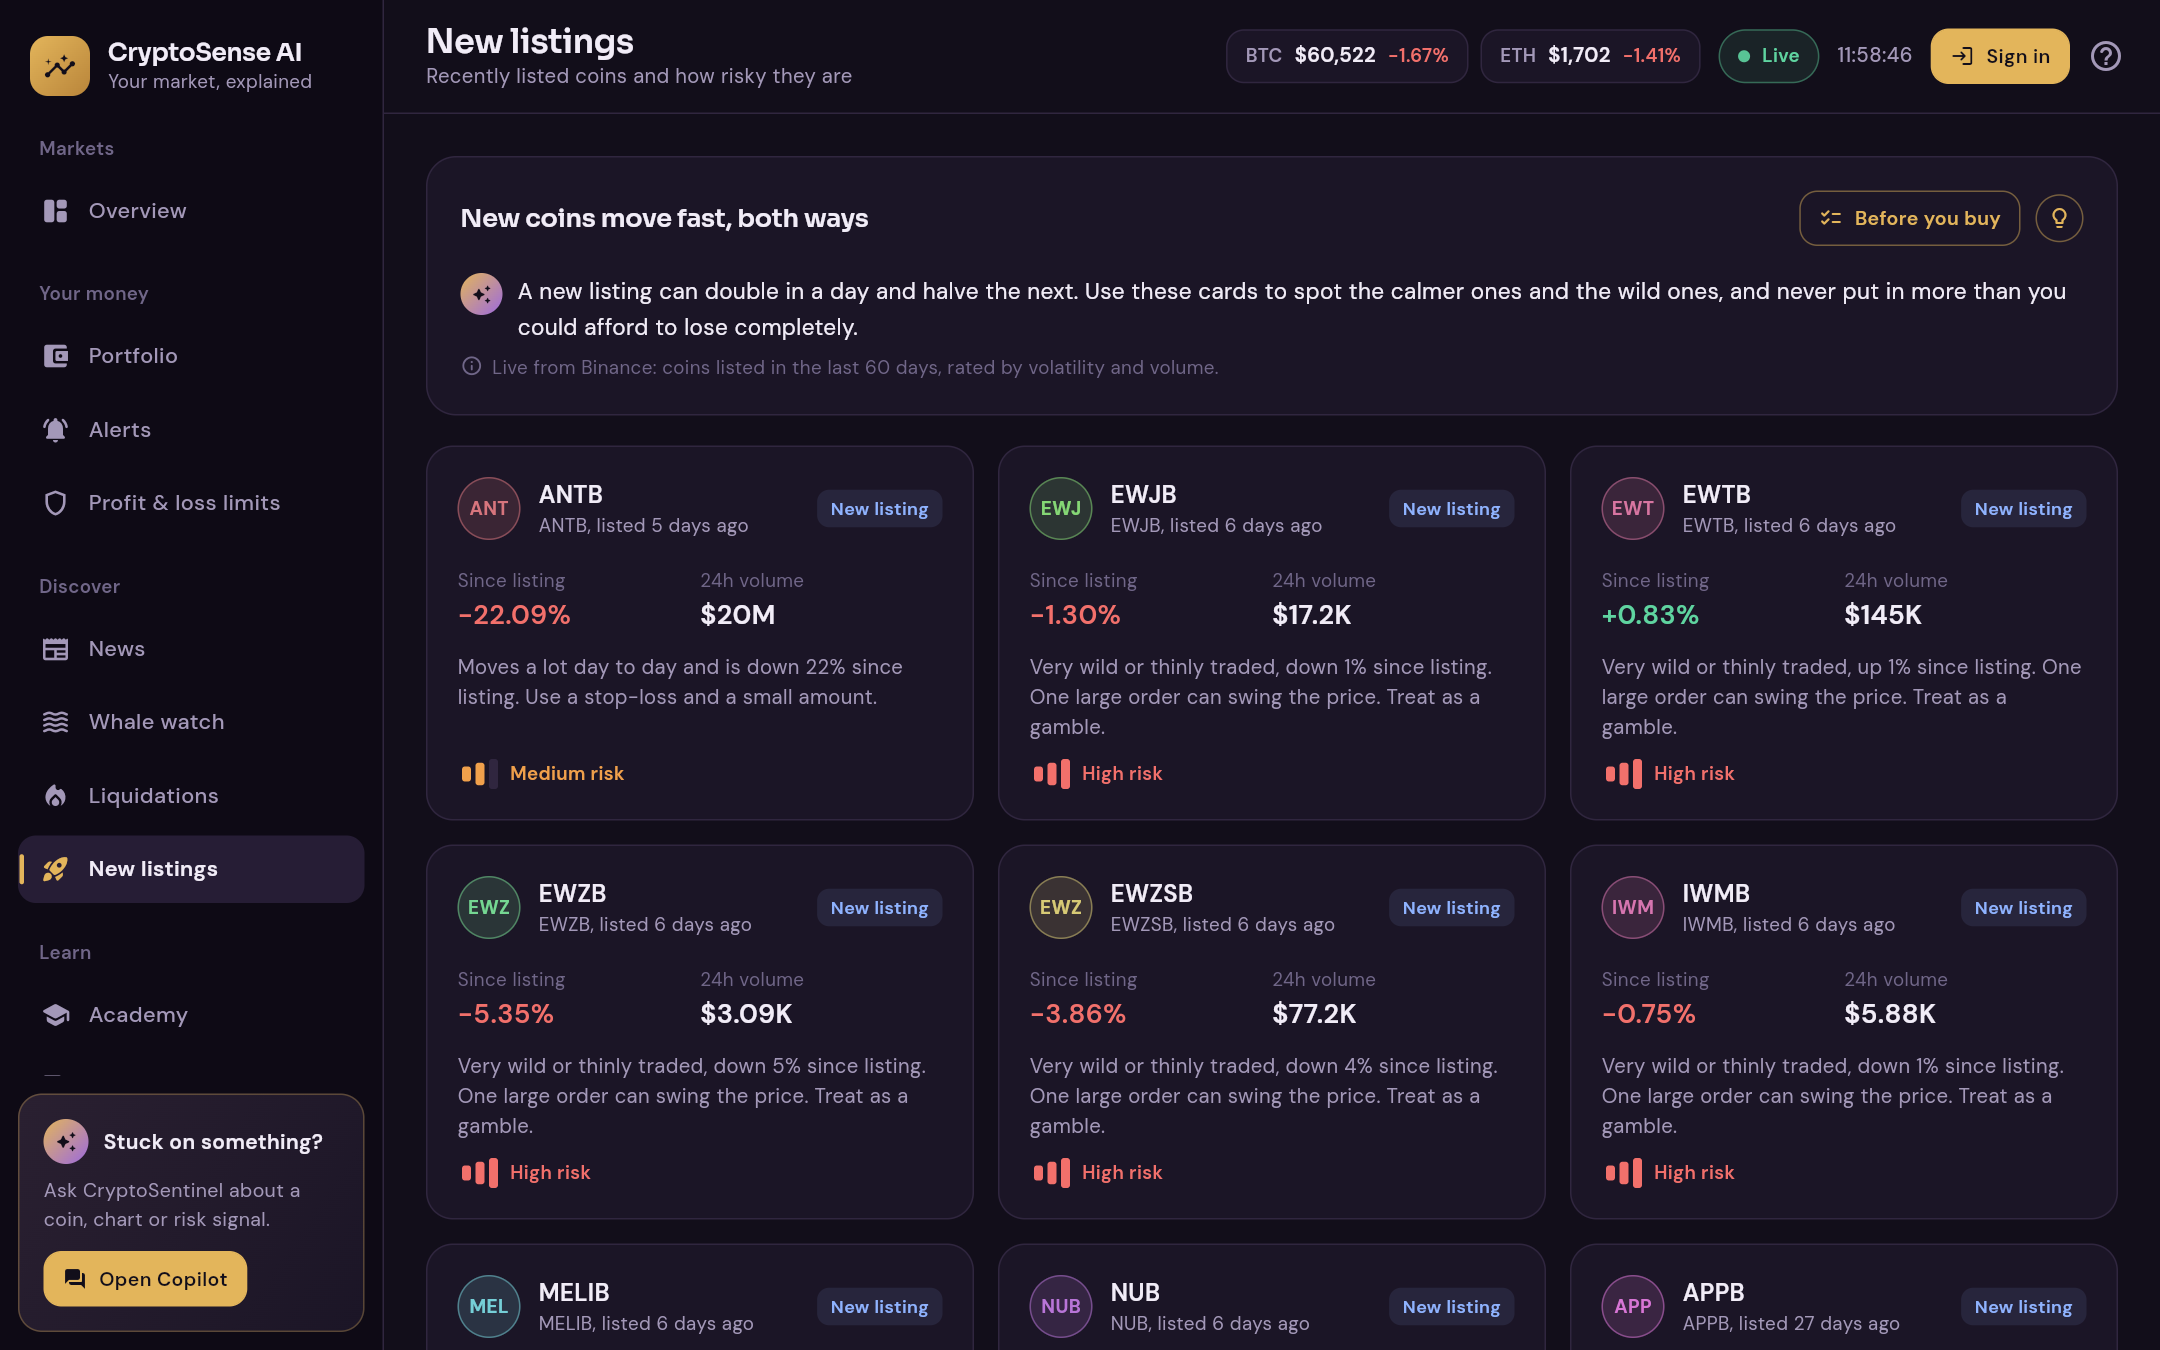 CryptoSense AI
Your market, explained
Markets
Overview
Your money
Portfolio
Alerts
Profit & loss limits
Discover
News
Whale watch
Liquidations
New listings
Learn
Academy
Stuck on something?
Ask CryptoSentinel about a
coin, chart or risk signal.
Open Copilot
New listings
Recently listed coins and how risky they are
BTC $60,522 -1.67%
ETH $1,702 -1.41%
Live
11:58:46
Sign in
New coins move fast, both ways
Before you buy
A new listing can double in a day and halve the next. Use these cards to spot the calmer ones and the wild ones, and never put in more than you
could afford to lose completely.
Live from Binance: coins listed in the last 60 days, rated by volatility and volume.
ANT
ANTB
ANTB, listed 5 days ago
New listing
Since listing
24h volume
-22.09%
$20M
Moves a lot day to day and is down 22% since
listing. Use a stop-loss and a small amount.
Medium risk
EWJ
EWJB
EWJB, listed 6 days ago
New listing
Since listing
24h volume
-1.30%
$17.2K
Very wild or thinly traded, down 1% since listing.
One large order can swing the price. Treat as a
gamble.
High risk
EWT
EWTB
EWTB, listed 6 days ago
New listing
Since listing
24h volume
+0.83%
$145K
Very wild or thinly traded, up 1% since listing. One
large order can swing the price. Treat as a
gamble.
High risk
EWZ
EWZB
EWZB, listed 6 days ago
New listing
Since listing
24h volume
-5.35%
$3.09K
Very wild or thinly traded, down 5% since listing.
One large order can swing the price. Treat as a
gamble.
High risk
EWZ
EWZSB
EWZSB, listed 6 days ago
New listing
Since listing
24h volume
-3.86%
$77.2K
Very wild or thinly traded, down 4% since listing.
One large order can swing the price. Treat as a
gamble.
High risk
IWM
IWMB
IWMB, listed 6 days ago
New listing
Since listing
24h volume
-0.75%
$5.88K
Very wild or thinly traded, down 1% since listing.
One large order can swing the price. Treat as a
gamble.
High risk
MEL
MELIB
MELIB, listed 6 days ago
New listing
NUB
NUB
NUB, listed 6 days ago
New listing
APP
APPB
APPB, listed 27 days ago
New listing